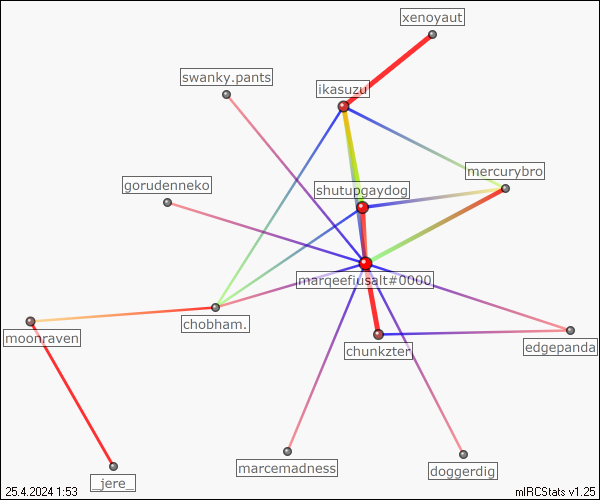 xenoyaut
swanky.pants
ikasuzu
mercurybro
gorudenneko
shutupgaydog
marqeefiusalt#0000
chobham.
moonraven
chunkzter
edgepanda
marcemadness
doggerdig
_jere_
25.4.2024 1:53
mIRCStats v1.25